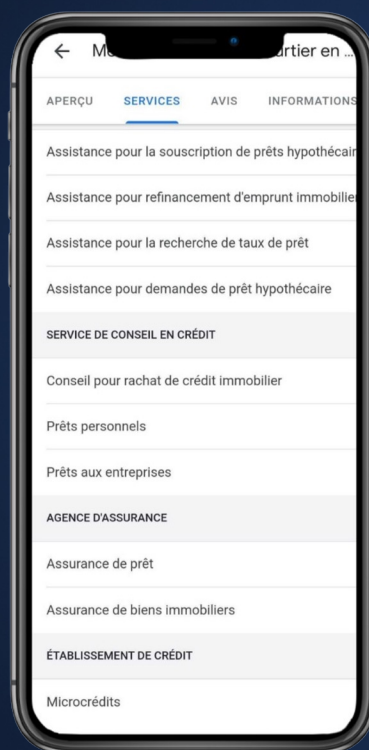 rtier en ...
APERÇU SERVICES AVIS INFORMATIONS
Assistance pour la souscription de prêts hypothécair
Assistance pour refinancement d'emprunt immobilie
Assistance pour la recherche de taux de prêt
Assistance pour demandes de prêt hypothécaire
SERVICE DE CONSEIL EN CRÉDIT
Conseil pour rachat de crédit immobilier
Prêts personnels
Prêts aux entreprises
AGENCE D'ASSURANCE
Assurance de prêt
Assurance de biens immobiliers
ÉTABLISSEMENT DE CRÉDIT
Microcrédits